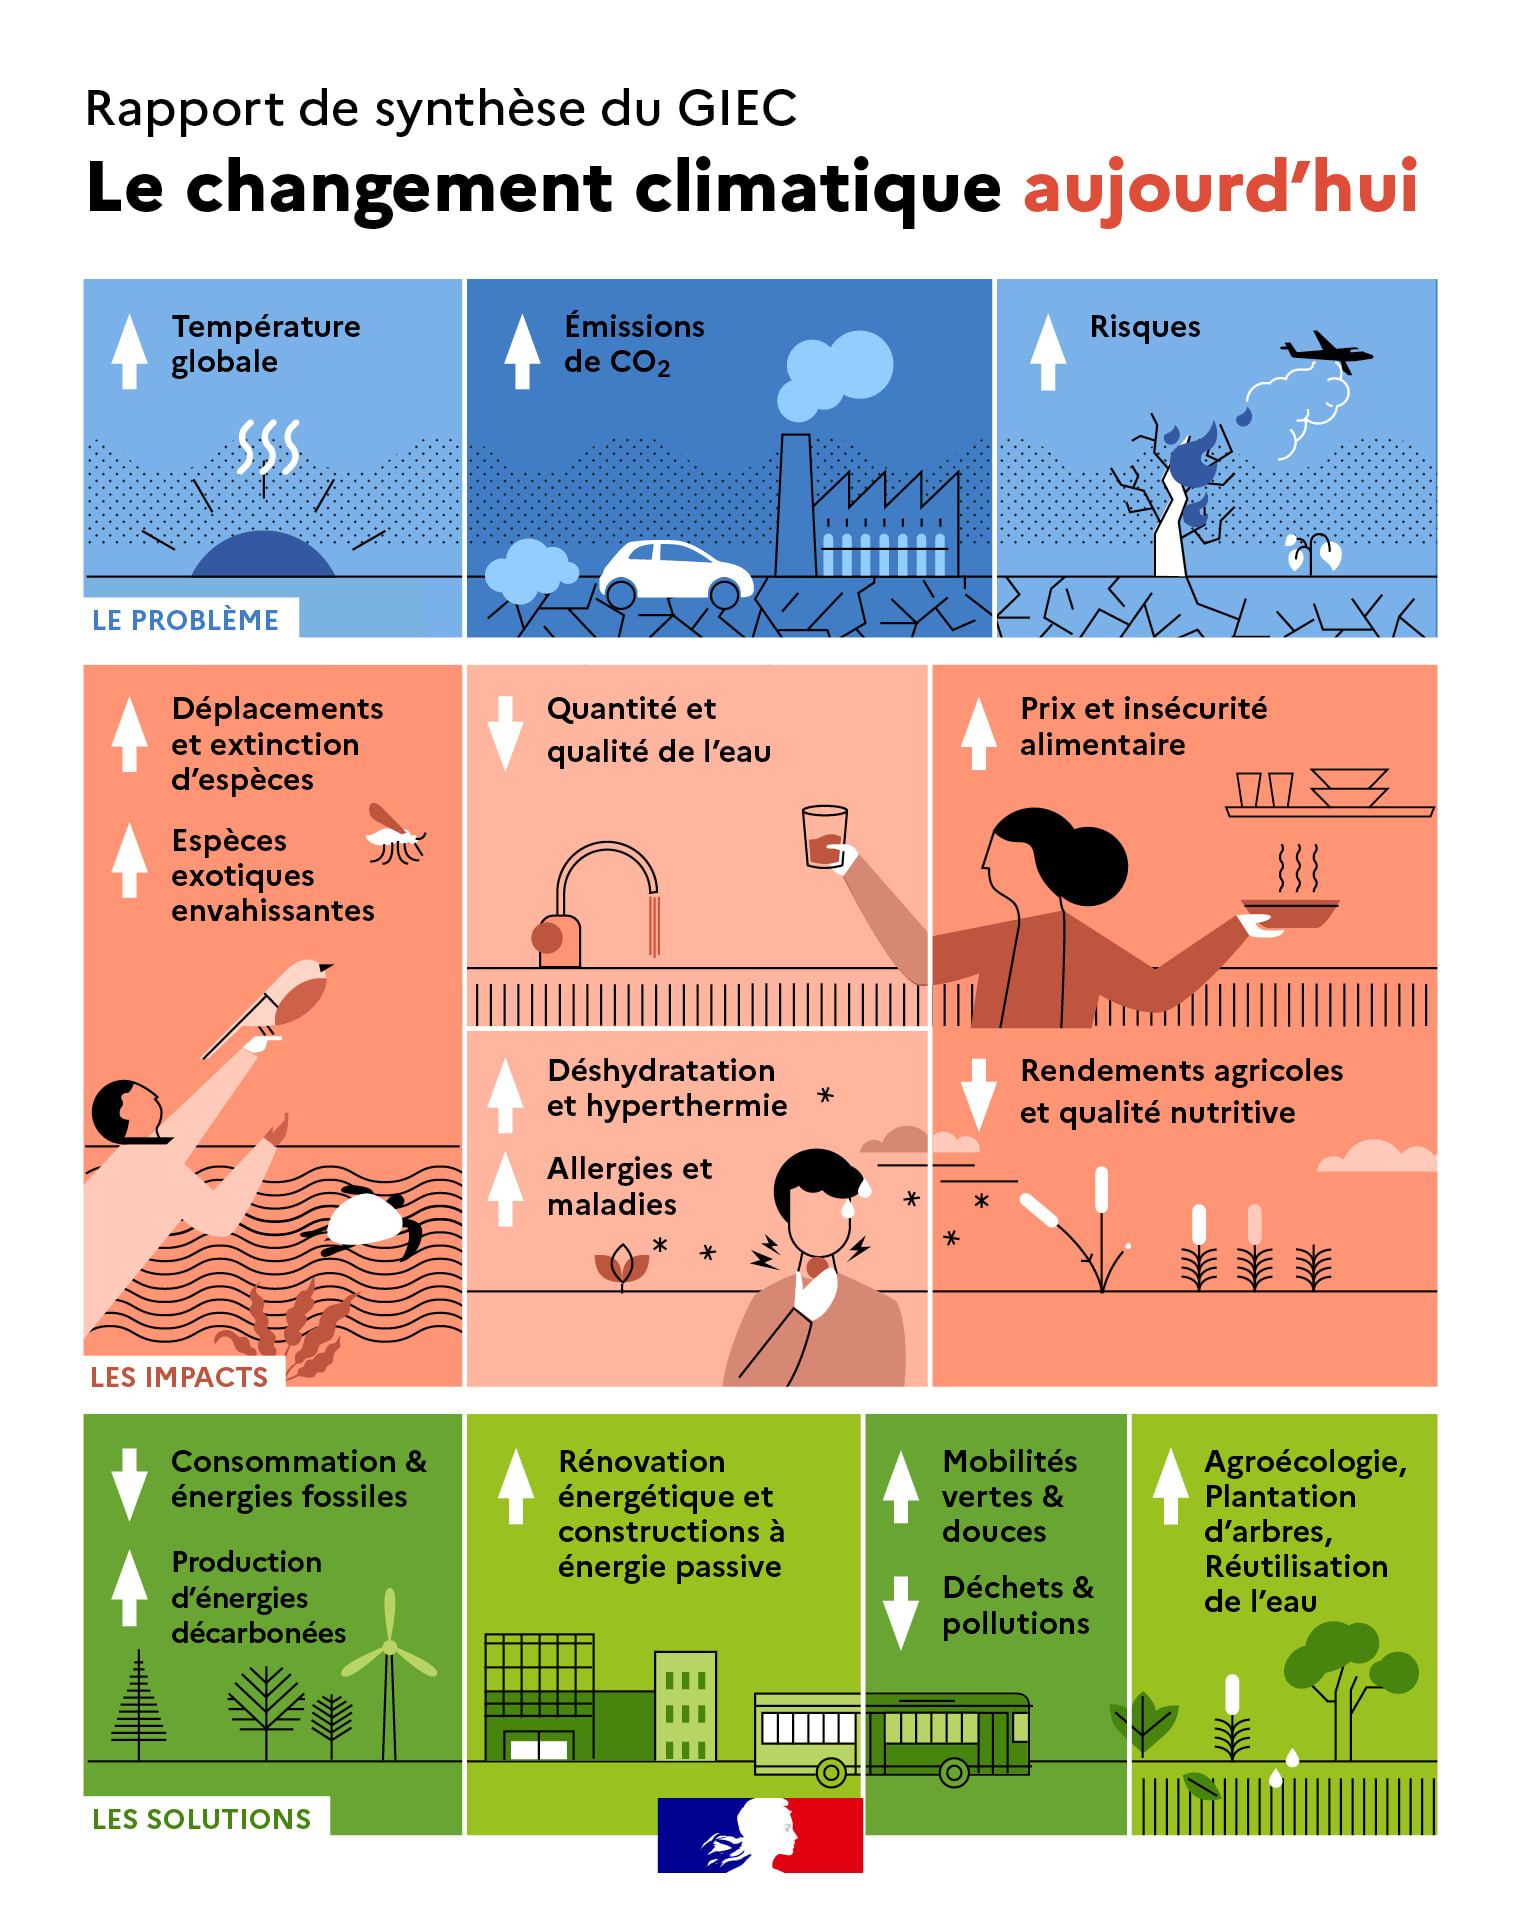 Rapport de synthèse du GIEC
Le changement climatique aujourd’hui
Température
globale
Émissions
de CO₂
Risques
LE PROBLÈME
Déplacements
et extinction
d’espèces
Espèces
exotiques
envahissantes
Quantité et
qualité de l’eau
Prix et insécurité
alimentaire
Déshydratation
et hyperthermie
Allergies et
maladies
Rendements agricoles
et qualité nutritive
LES IMPACTS
Consommation &
énergies fossiles
Production
d’énergies
décarbonées
Rénovation
énergétique et
constructions à
énergie passive
Mobilités
vertes &
douces
Déchets &
pollutions
Agroécologie,
Plantation
d’arbres,
Réutilisation
de l’eau
LES SOLUTIONS